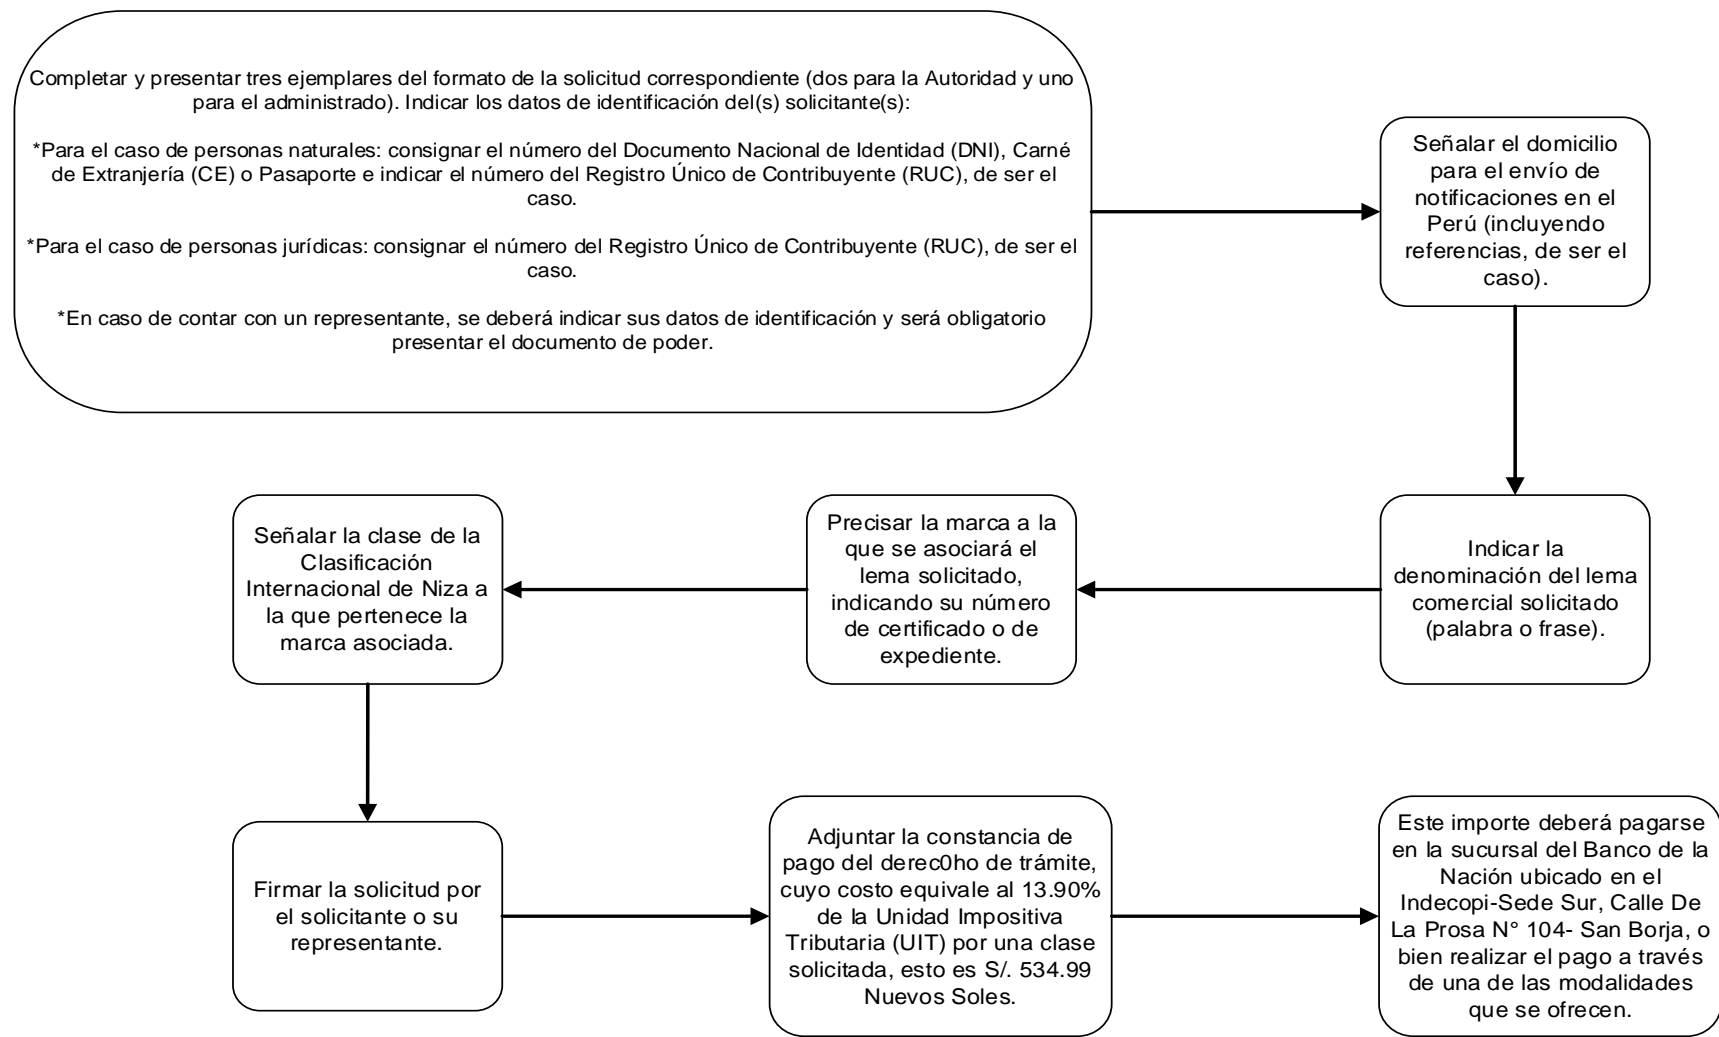 Completar y presentar tres ejemplares del formato de la solicitud correspondiente (dos para la Autoridad y uno
para el administrado). Indicar los datos de identificación del(s) solicitante(s):
*Para el caso de personas naturales: consignar el número del Documento Nacional de Identidad (DNI), Carné
de Extranjería (CE) o Pasaporte e indicar el número del Registro Único de Contribuyente (RUC), de ser el
caso.
*Para el caso de personas jurídicas: consignar el número del Registro Único de Contribuyente (RUC), de ser el
caso.
*En caso de contar con un representante, se deberá indicar sus datos de identificación y será obligatorio
presentar el documento de poder.
Señalar el domicilio
para el envío de
notificaciones en el
Perú (incluyendo
referencias, de ser el
caso).
Indicar la
denominación del lema
comercial solicitado
(palabra o frase).
Precisar la marca a la
que se asociará el
lema solicitado,
indicando su número
de certificado o de
expediente.
Señalar la clase de la
Clasificación
Internacional de Niza a
la que pertenece la
marca asociada.
Firmar la solicitud por
el solicitante o su
representante.
Adjuntar la constancia de
pago del derec0ho de trámite,
cuyo costo equivale al 13.90%
de la Unidad Impositiva
Tributaria (UIT) por una clase
solicitada, esto es S/. 534.99
Nuevos Soles.
Este importe deberá pagarse
en la sucursal del Banco de la
Nación ubicado en el
Indecopi-Sede Sur, Calle De
La Prosa N° 104- San Borja, o
bien realizar el pago a través
de una de las modalidades
que se ofrecen.